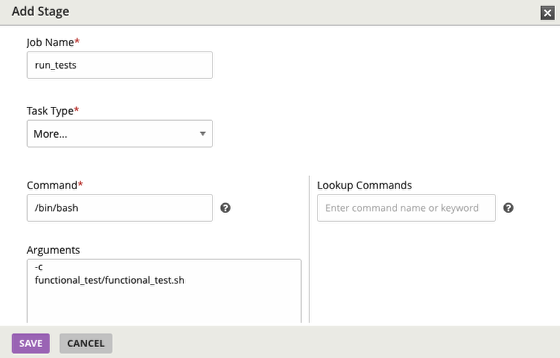 Add Stage
Job Name*
run_tests
Task Type*
More...
Command*
/bin/bash
Lookup Commands
Enter command name or keyword
Arguments
-c
functional_test/functional_test.sh
SAVE
CANCEL